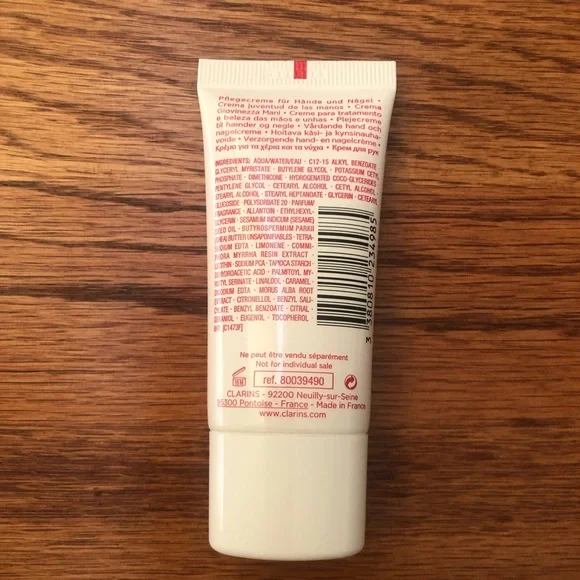 Pflegecreme für Hände und Nägel •
Crema juventud de las manos • Crema
Giovinezza Mani • Creme para tratamento
e beleza das mãos e unhas • Plejecreme
til hænder og negle • Vårdande hand och
nagelcreme • Hoitava käsi- ja kynsinauha-
voide • Verzorgende hand- en nagelcrème •
Κρέμα για τα χέρια και τα νύχια • Крем для рук
INGREDIENTS: AQUA/WATER/EAU · C12-15 ALKYL BENZOATE
GLYCERYL MYRISTATE · BUTYLENE GLYCOL · POTASSIUM CETYL
PHOSPHATE · DIMETHICONE · HYDROGENATED COCO-GLYCERIDES
PENTYLENE GLYCOL · CETEARYL ALCOHOL · CETYL ALCOHOL
STEARYL ALCOHOL · STEARYL HEPTANOATE · GLYCERIN · CETEARYL
GLUCOSIDE · POLYSORBATE 20 · PARFUM/
FRAGRANCE · ALLANTOIN · ETHYLHEXYL-
GLYCERIN · SESAMUM INDICUM (SESAME)
SEED OIL · BUTYROSPERMUM PARKII
(SHEA) BUTTER UNSAPONIFIABLES · TETRA-
SODIUM EDTA · LIMONENE · COMMI-
PHORA MYRRHA RESIN EXTRACT ·
LECITHIN · SODIUM PCA · TAPIOCA STARCH ·
DEHYDROACETIC ACID · PALMITOYL MY-
RISTYL SERINATE · LINALOOL · CARAMEL ·
DISODIUM EDTA · MORUS ALBA ROOT
EXTRACT · CITRONELLOL · BENZYL SALI-
CYLATE · BENZYL BENZOATE · CITRAL ·
GERANIOL · EUGENOL · TOCOPHEROL ·
[C1473F]
3 380810 234985
Ne peut être vendu séparément
Not for individual sale
ref. 80039490
CLARINS - 92200 Neuilly-sur-Seine
95300 Pontoise - France - Made in France
www.clarins.com